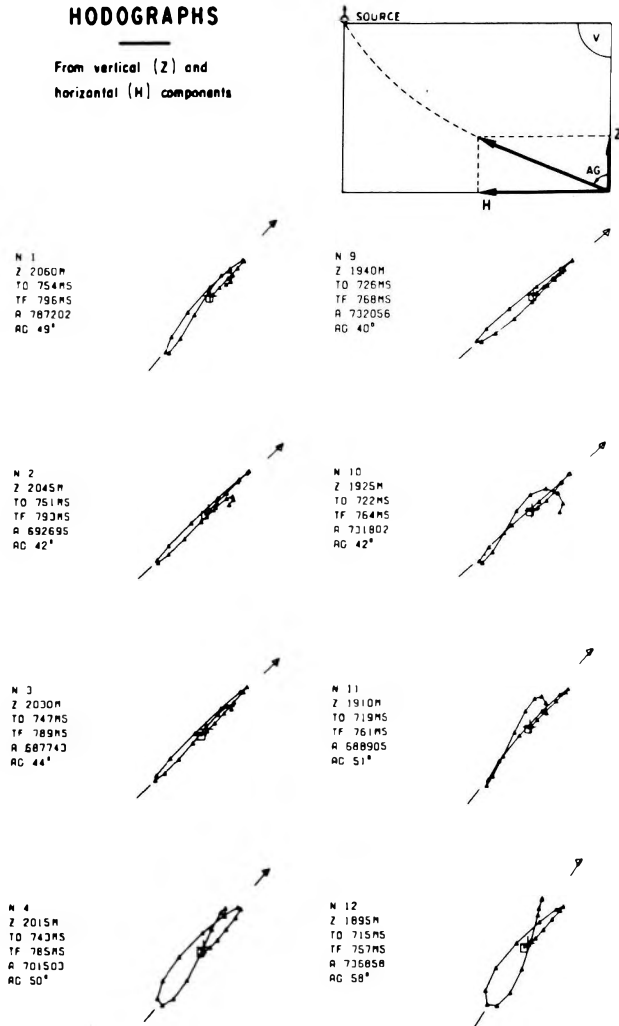 HODOGRAPHS
From vertical (Z) and
horizontal (H) components
SOURCE
V
Z
AG
H
N 1
Z 2060M
TO 754MS
TF 796MS
A 787202
AG 49°
N 9
Z 1940M
TO 726MS
TF 768MS
A 732056
AG 40°
N 2
Z 2045M
TO 751MS
TF 793MS
A 692695
AG 42°
N 10
Z 1925M
TO 722MS
TF 764MS
A 731802
AG 42°
N 3
Z 2030M
TO 747MS
TF 789MS
A 687743
AG 44°
N 11
Z 1910M
TO 719MS
TF 761MS
A 688905
AG 51°
N 4
Z 2015M
TO 743MS
TF 785MS
A 701503
AG 50°
N 12
Z 1895M
TO 715MS
TF 757MS
A 736858
AG 58°